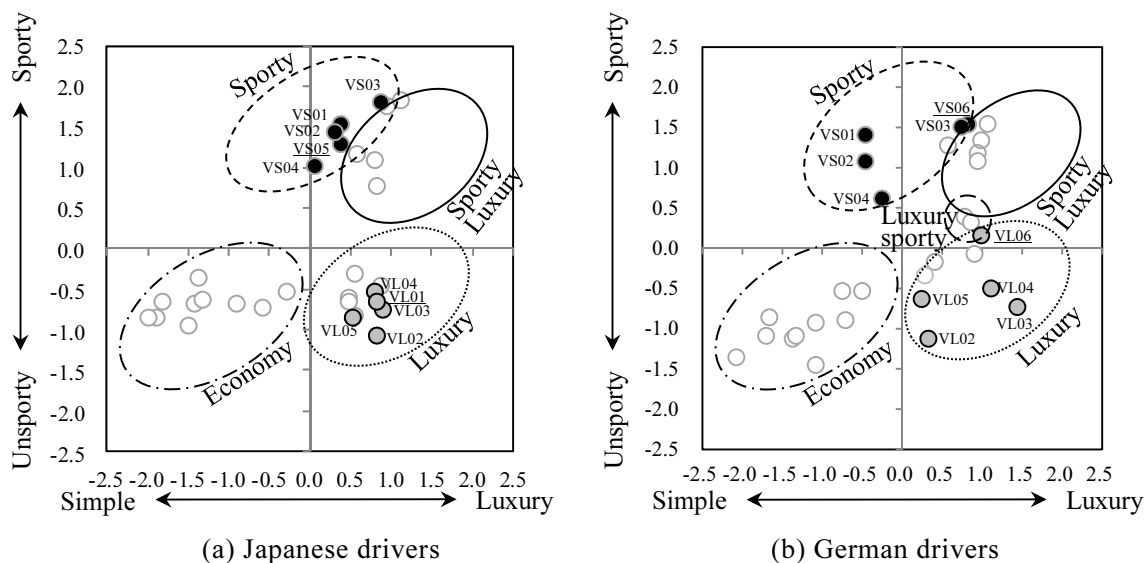 Sporty
Unsporty
2.5
2.0
1.5
1.0
0.5
0.0
-0.5
-1.0
-1.5
-2.0
-2.5
Sporty
VS03
VS01
VS02
VS05
VS04
Sporty
Luxury
VL04
VL01
VL03
VL05
VL02
Luxury
Economy
-2.5 -2.0 -1.5 -1.0 -0.5 0.0 0.5 1.0 1.5 2.0 2.5
Simple
Luxury
(a) Japanese drivers
Sporty
Unsporty
2.5
2.0
1.5
1.0
0.5
0.0
-0.5
-1.0
-1.5
-2.0
-2.5
Sporty
VS06
VS03
VS01
VS02
VS04
Sporty
Luxury
Luxury
sporty
VL06
VL04
VL05
VL03
VL02
Luxury
Economy
-2.5 -2.0 -1.5 -1.0 -0.5 0.0 0.5 1.0 1.5 2.0 2.5
Simple
Luxury
(b) German drivers